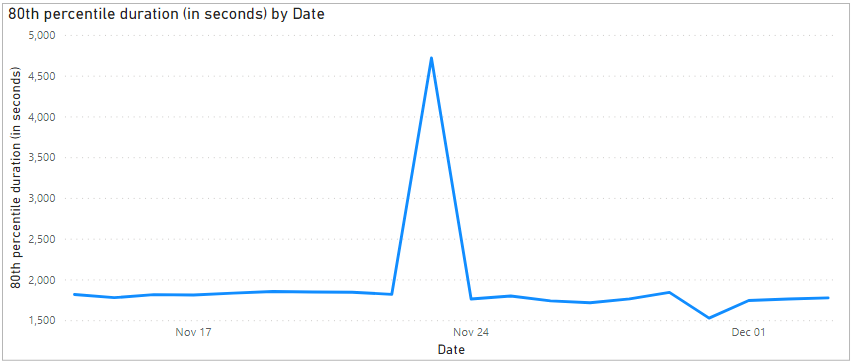 80th percentile duration (in seconds) by Date
80th percentile duration (in seconds)
5,000
4,500
4,000
3,500
3,000
2,500
2,000
1,500
Nov 17 Nov 24 Dec 01
Date